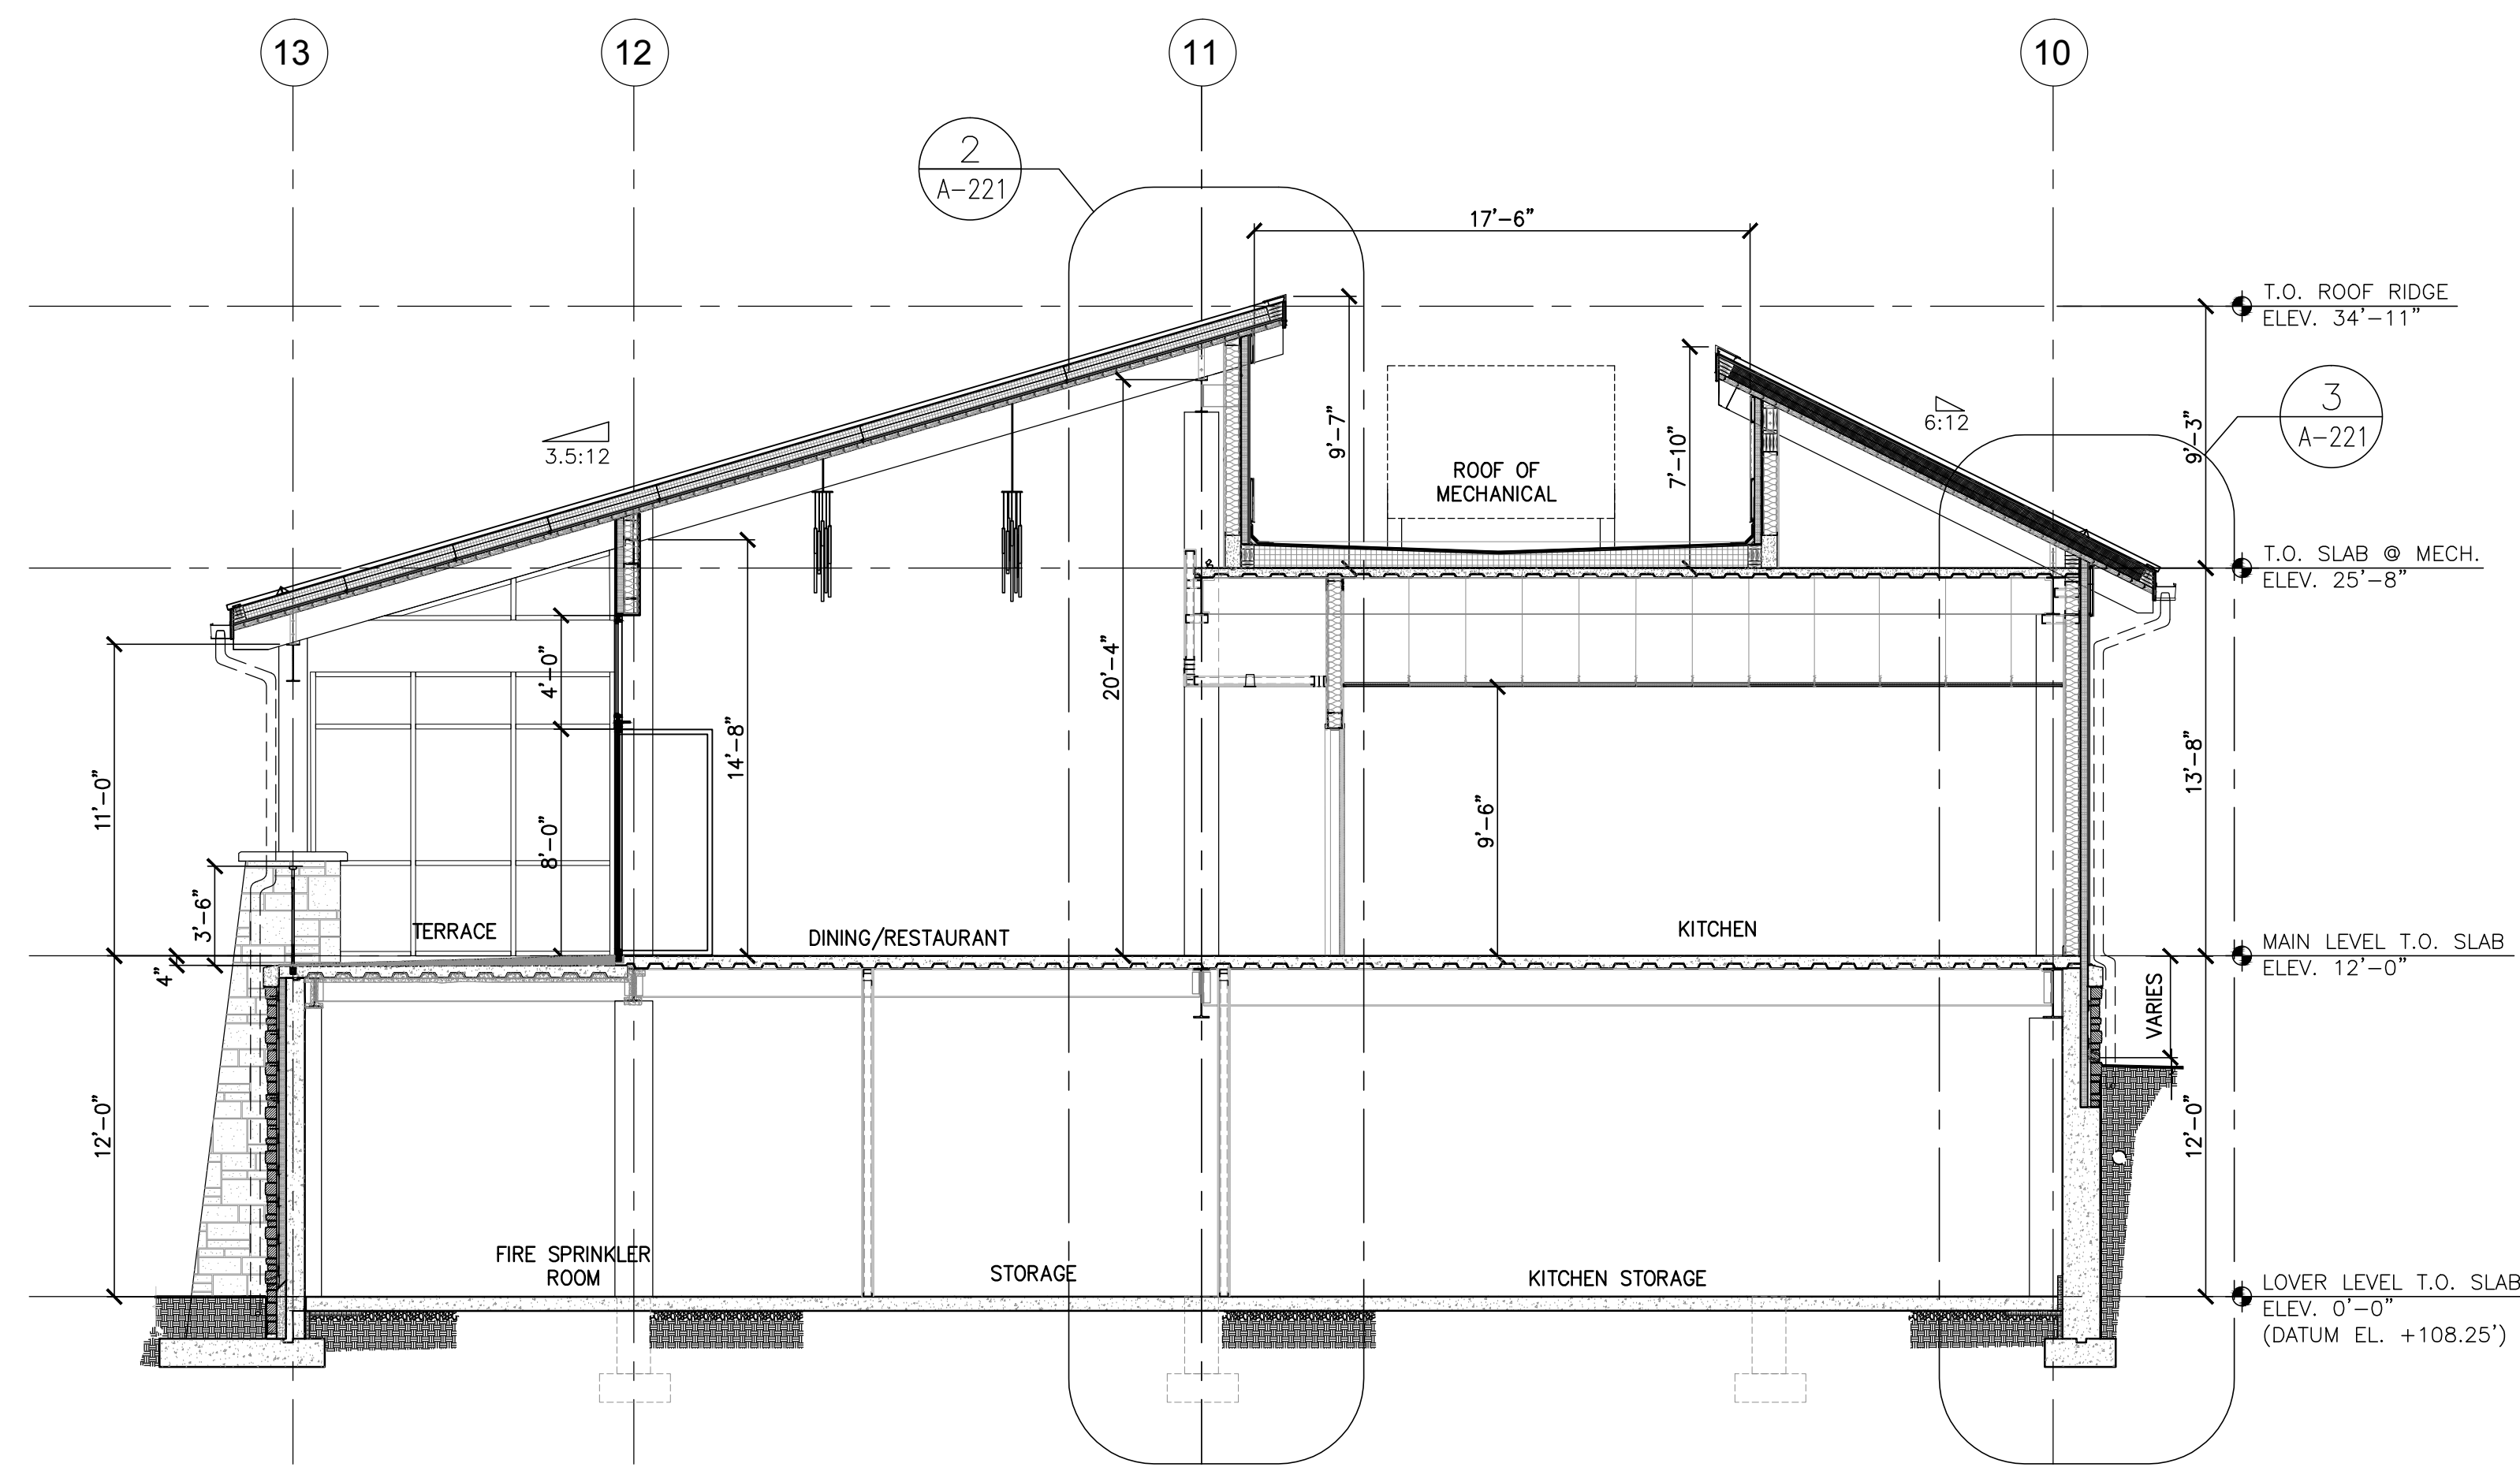 13
12
11
10
2
A-221
17'-6"
T.O. ROOF RIDGE
ELEV. 34'-11"
3
A-221
6:12
3.5:12
9'-7"
7'-10"
9'-3"
ROOF OF
MECHANICAL
T.O. SLAB @ MECH.
ELEV. 25'-8"
4'-0"
20'-4"
14'-8"
13'-8"
11'-0"
8'-0"
9'-6"
3'-6"
TERRACE
DINING/RESTAURANT
KITCHEN
4"
MAIN LEVEL T.O. SLAB
ELEV. 12'-0"
VARIES
12'-0"
12'-0"
FIRE SPRINKLER
ROOM
STORAGE
KITCHEN STORAGE
LOVER LEVEL T.O. SLAB
ELEV. 0'-0"
(DATUM EL. +108.25')